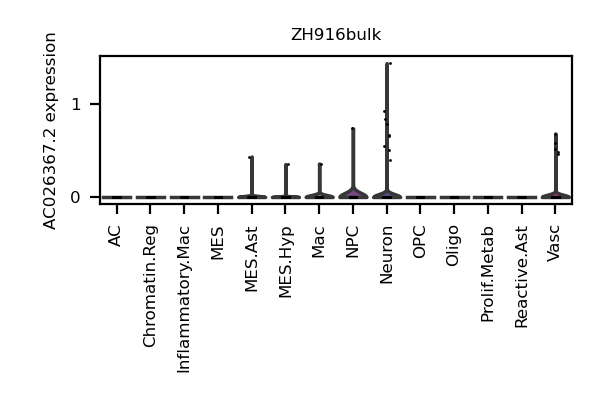 ZH916bulk
AC026367.2 expression
1
0
AC
Chromatin.Reg
Inflammatory.Mac
MES
MES.Ast
MES.Hyp
Mac
NPC
Neuron
OPC
Oligo
Prolif.Metab
Reactive.Ast
Vasc